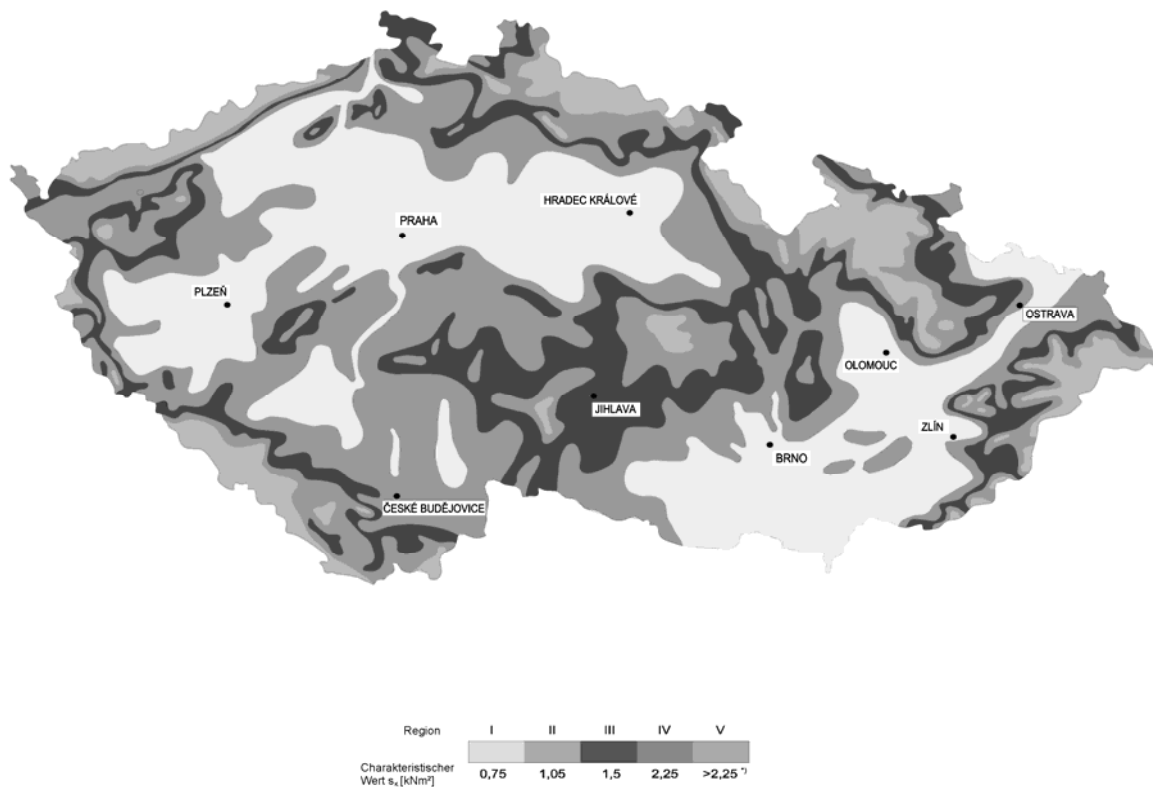 HRADEC KRÁLOVÉ
PRAHA
PLZEŇ
OSTRAVA
OLOMOUC
JIHLAVA
ZLÍN
BRNO
ČESKÉ BUDĚJOVICE
Region I II III IV V
Charakteristischer
Wert sₓ [kNm²] 0,75 1,05 1,5 2,25 >2,25 *)